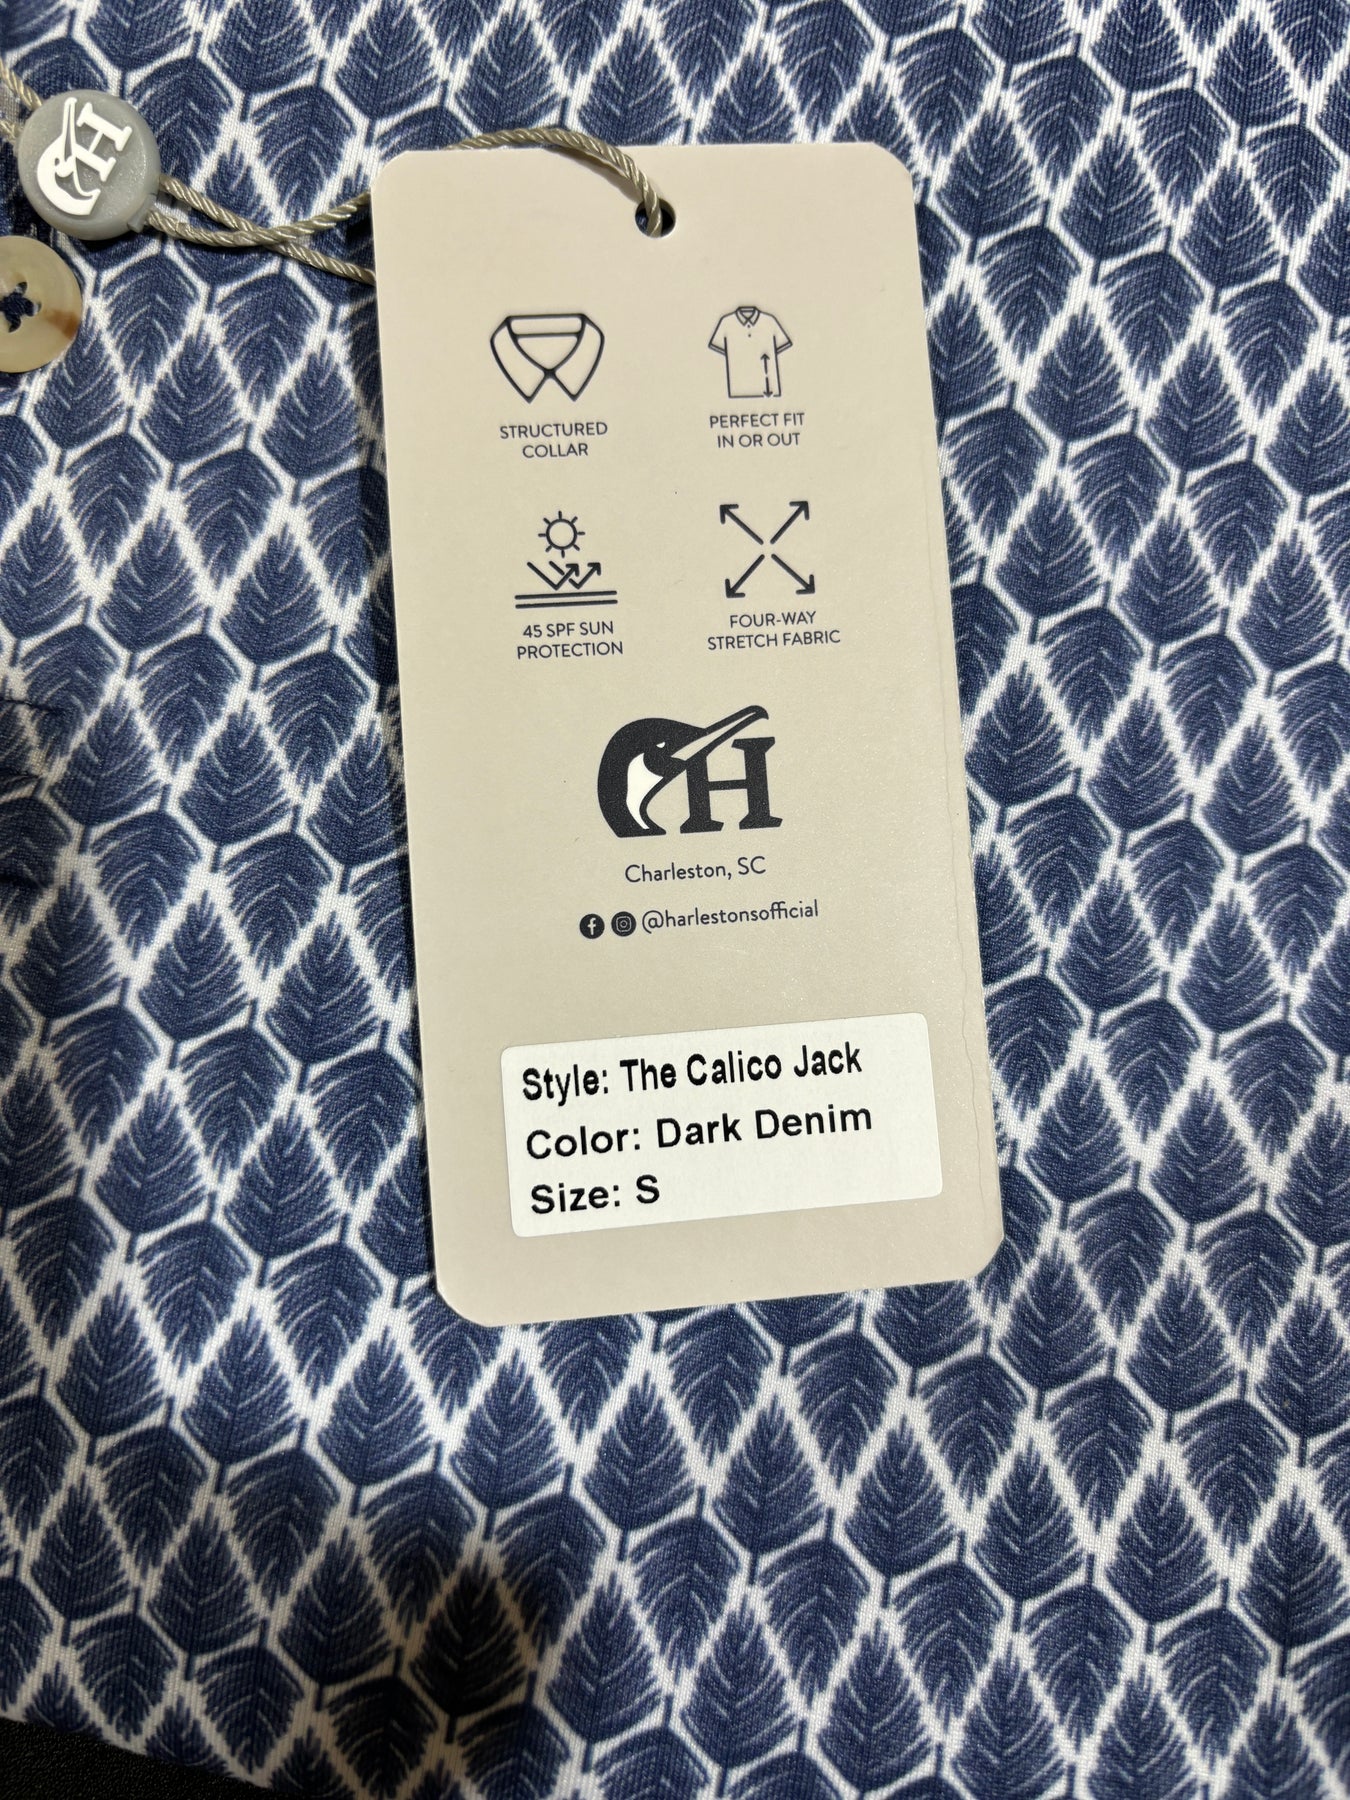 H
STRUCTURED
COLLAR
PERFECT FIT
IN OR OUT
45 SPF SUN
PROTECTION
FOUR-WAY
STRETCH FABRIC
H
Charleston, SC
@harlestonsofficial
Style: The Calico Jack
Color: Dark Denim
Size: S